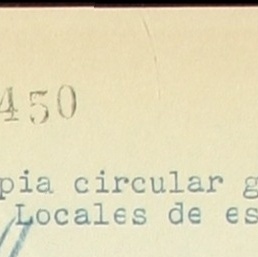 450
pia circular g
Locales de es